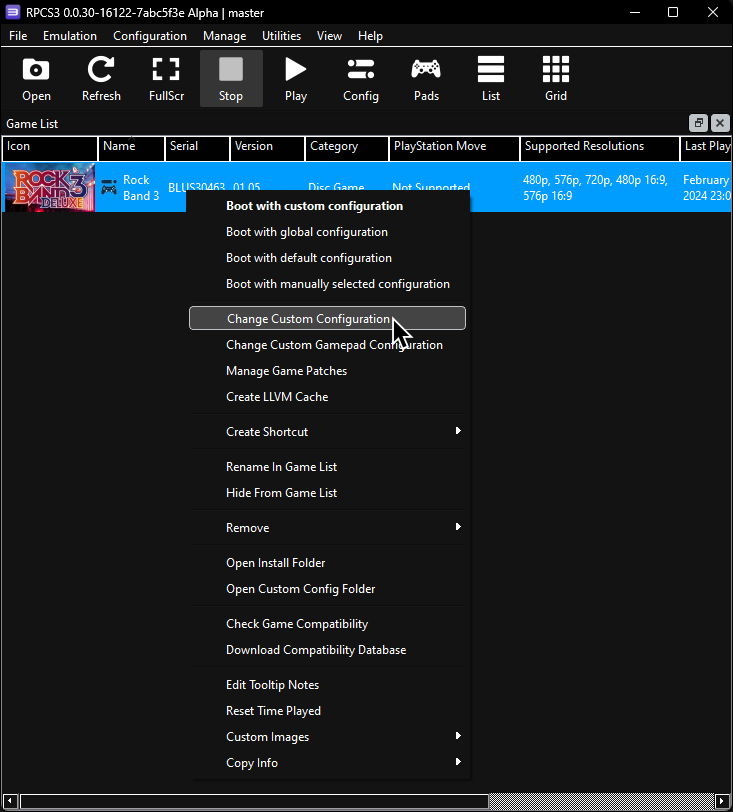 RPCS3 0.0.30-16122-7abc5f3e Alpha | master
File Emulation Configuration Manage Utilities View Help
Open Refresh FullScr Stop Play Config Pads List Grid
Game List
Icon Name Serial Version Category PlayStation Move Supported Resolutions Last Play
ROCK BAND 3 DELUXE
Rock
Band 3
BLUS30463 01.05 Disc Game Not Supported
480p, 576p, 720p, 480p 16:9,
576p 16:9
February
2024 23:0
Boot with custom configuration
Boot with global configuration
Boot with default configuration
Boot with manually selected configuration
Change Custom Configuration
Change Custom Gamepad Configuration
Manage Game Patches
Create LLVM Cache
Create Shortcut
Rename In Game List
Hide From Game List
Remove
Open Install Folder
Open Custom Config Folder
Check Game Compatibility
Download Compatibility Database
Edit Tooltip Notes
Reset Time Played
Custom Images
Copy Info